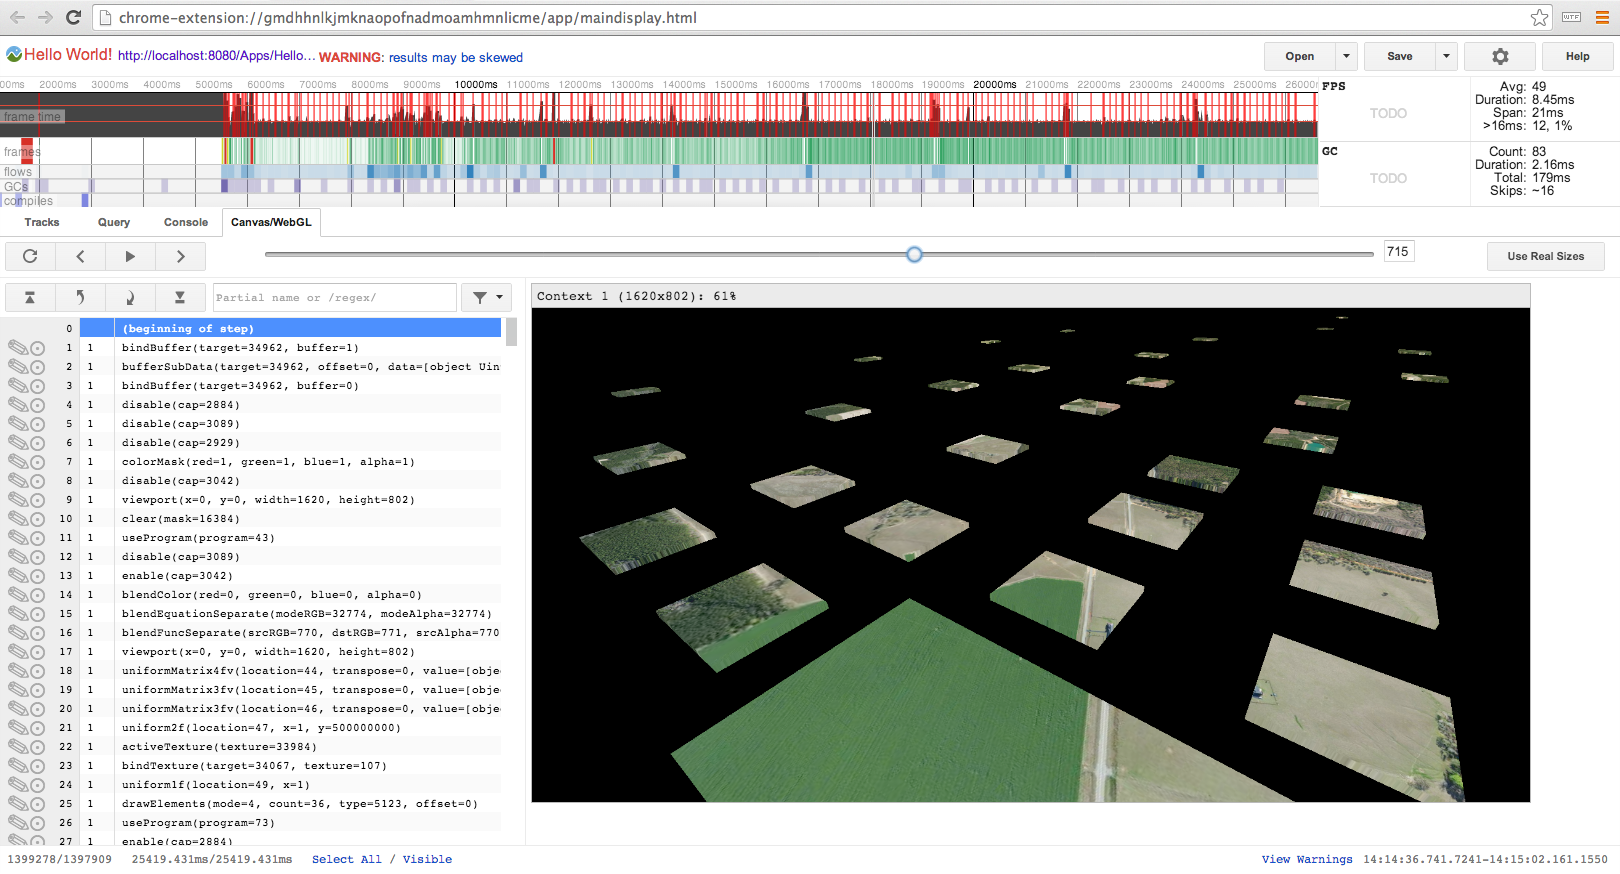 chrome-extension://gmdhhnlkjmknaopofnadmoamhmnlicme/app/maindisplay.html WTF
Hello World! http://localhost:8080/Apps/Hello... WARNING: results may be skewed Open Save Help
0ms 2000ms 3000ms 4000ms 5000ms 6000ms 7000ms 8000ms 9000ms 10000ms 11000ms 12000ms 13000ms 14000ms 15000ms 16000ms 17000ms 18000ms 19000ms 20000ms 21000ms 22000ms 23000ms 24000ms 25000ms 26000
frame time
frames
flows
GCs
compiles
FPS
TODO
Avg: 49
Duration: 8.45ms
Span: 21ms
>16ms: 12, 1%
GC
TODO
Count: 83
Duration: 2.16ms
Total: 179ms
Skips: ~16
Tracks Query Console Canvas/WebGL
715 Use Real Sizes
Partial name or /regex/
0 (beginning of step)
1 1 bindBuffer(target=34962, buffer=1)
2 1 bufferSubData(target=34962, offset=0, data=[object Uin
3 1 bindBuffer(target=34962, buffer=0)
4 1 disable(cap=2884)
5 1 disable(cap=3089)
6 1 disable(cap=2929)
7 1 colorMask(red=1, green=1, blue=1, alpha=1)
8 1 disable(cap=3042)
9 1 viewport(x=0, y=0, width=1620, height=802)
10 1 clear(mask=16384)
11 1 useProgram(program=43)
12 1 disable(cap=3089)
13 1 enable(cap=3042)
14 1 blendColor(red=0, green=0, blue=0, alpha=0)
15 1 blendEquationSeparate(modeRGB=32774, modeAlpha=32774)
16 1 blendFuncSeparate(srcRGB=770, dstRGB=771, srcAlpha=770
17 1 viewport(x=0, y=0, width=1620, height=802)
18 1 uniformMatrix4fv(location=44, transpose=0, value=[obje
19 1 uniformMatrix3fv(location=45, transpose=0, value=[obje
20 1 uniformMatrix3fv(location=46, transpose=0, value=[obje
21 1 uniform2f(location=47, x=1, y=500000000)
22 1 activeTexture(texture=33984)
23 1 bindTexture(target=34067, texture=107)
24 1 uniform1f(location=49, x=1)
25 1 drawElements(mode=4, count=36, type=5123, offset=0)
26 1 useProgram(program=73)
27 1 enable(cap=2884)
Context 1 (1620x802): 61%
1399278/1397909 25419.431ms/25419.431ms Select All / Visible View Warnings 14:14:36.741.7241-14:15:02.161.1550